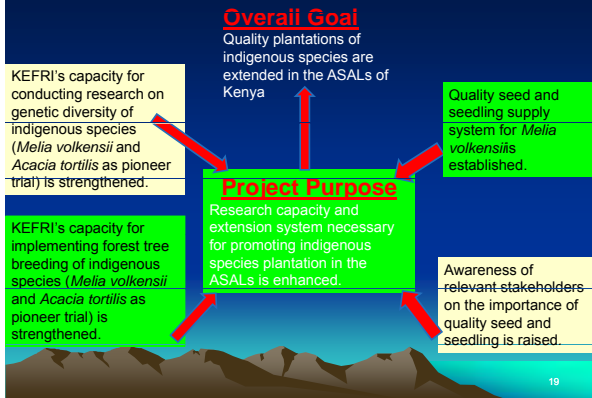 Overall Goal
Quality plantations of
indigenous species are
extended in the ASALs of
Kenya
KEFRI's capacity for
conducting research on
genetic diversity of
indigenous species
(Melia volkensii and
Acacia tortilis as pioneer
trial) is strengthened.
Quality seed and
seedling supply
system for Melia
volkensiiis
established.
Project Purpose
Research capacity and
extension system necessary
for promoting indigenous
species plantation in the
ASALs is enhanced.
KEFRI's capacity for
implementing forest tree
breeding of indigenous
species (Melia volkensii
and Acacia tortilis as
pioneer trial) is
strengthened.
Awareness of
relevant stakeholders
on the importance of
quality seed and
seedling is raised.
19